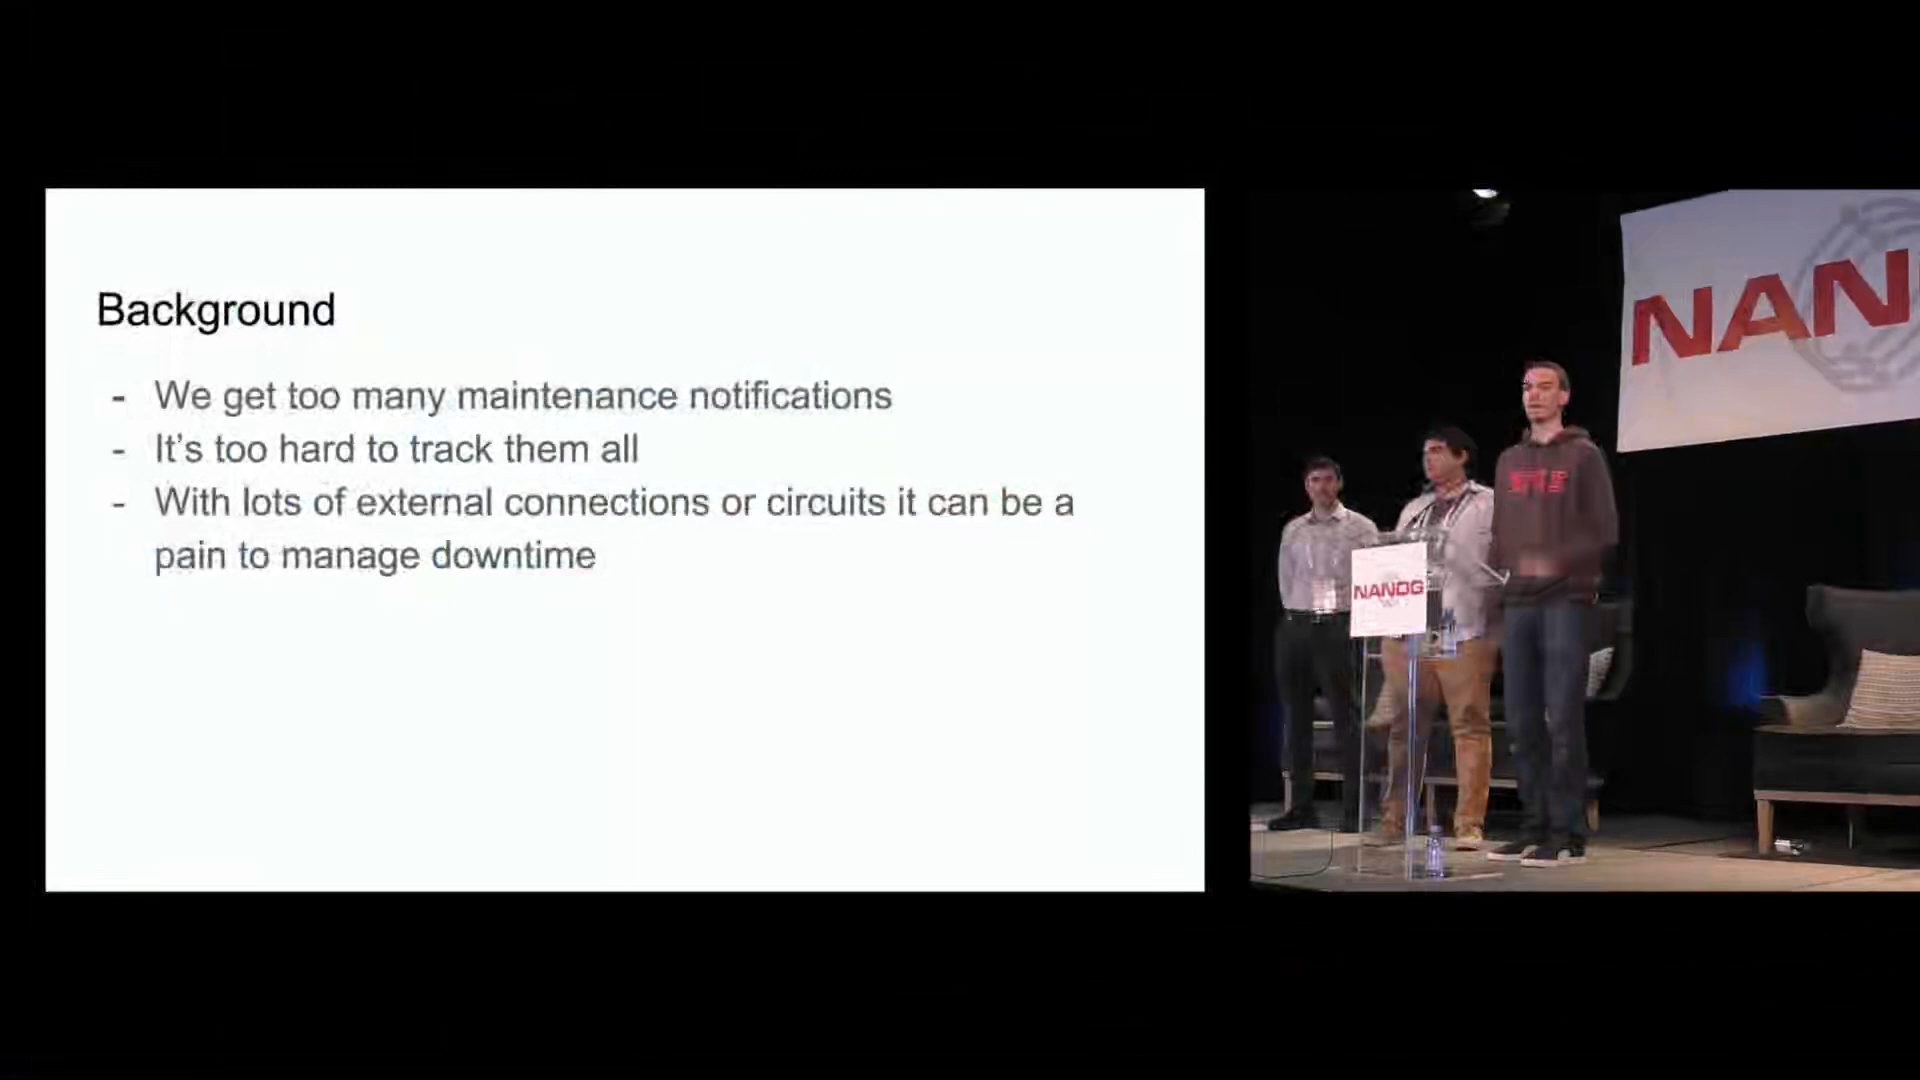 Background
- We get too many maintenance notifications
- It's too hard to track them all
- With lots of external connections or circuits it can be a
pain to manage downtime
NAN
NANOG